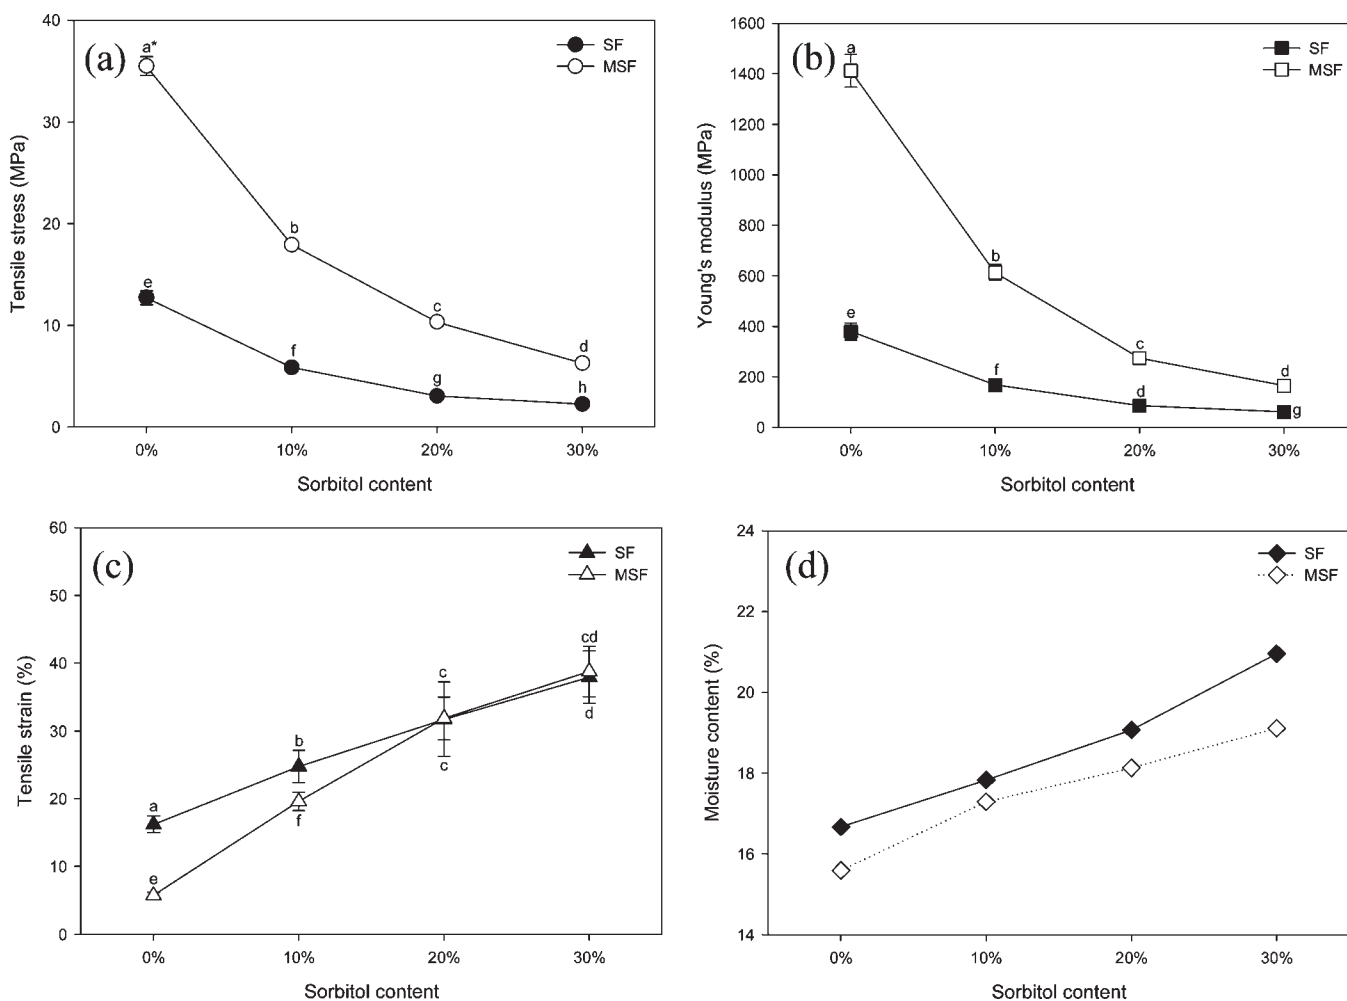 (a)
Tensile stress (MPa)
40
30
20
10
0
SF
MSF
a*
b
c
d
e
f
g
h
0% 10% 20% 30%
Sorbitol content
(b)
Young's modulus (MPa)
1600
1400
1200
1000
800
600
400
200
0
SF
MSF
a
b
c
d
e
f
d
g
0% 10% 20% 30%
Sorbitol content
(c)
Tensile strain (%)
60
50
40
30
20
10
0
SF
MSF
a
b
c
cd
e
f
c
d
0% 10% 20% 30%
Sorbitol content
(d)
Moisture content (%)
24
22
20
18
16
14
SF
MSF
0% 10% 20% 30%
Sorbitol content